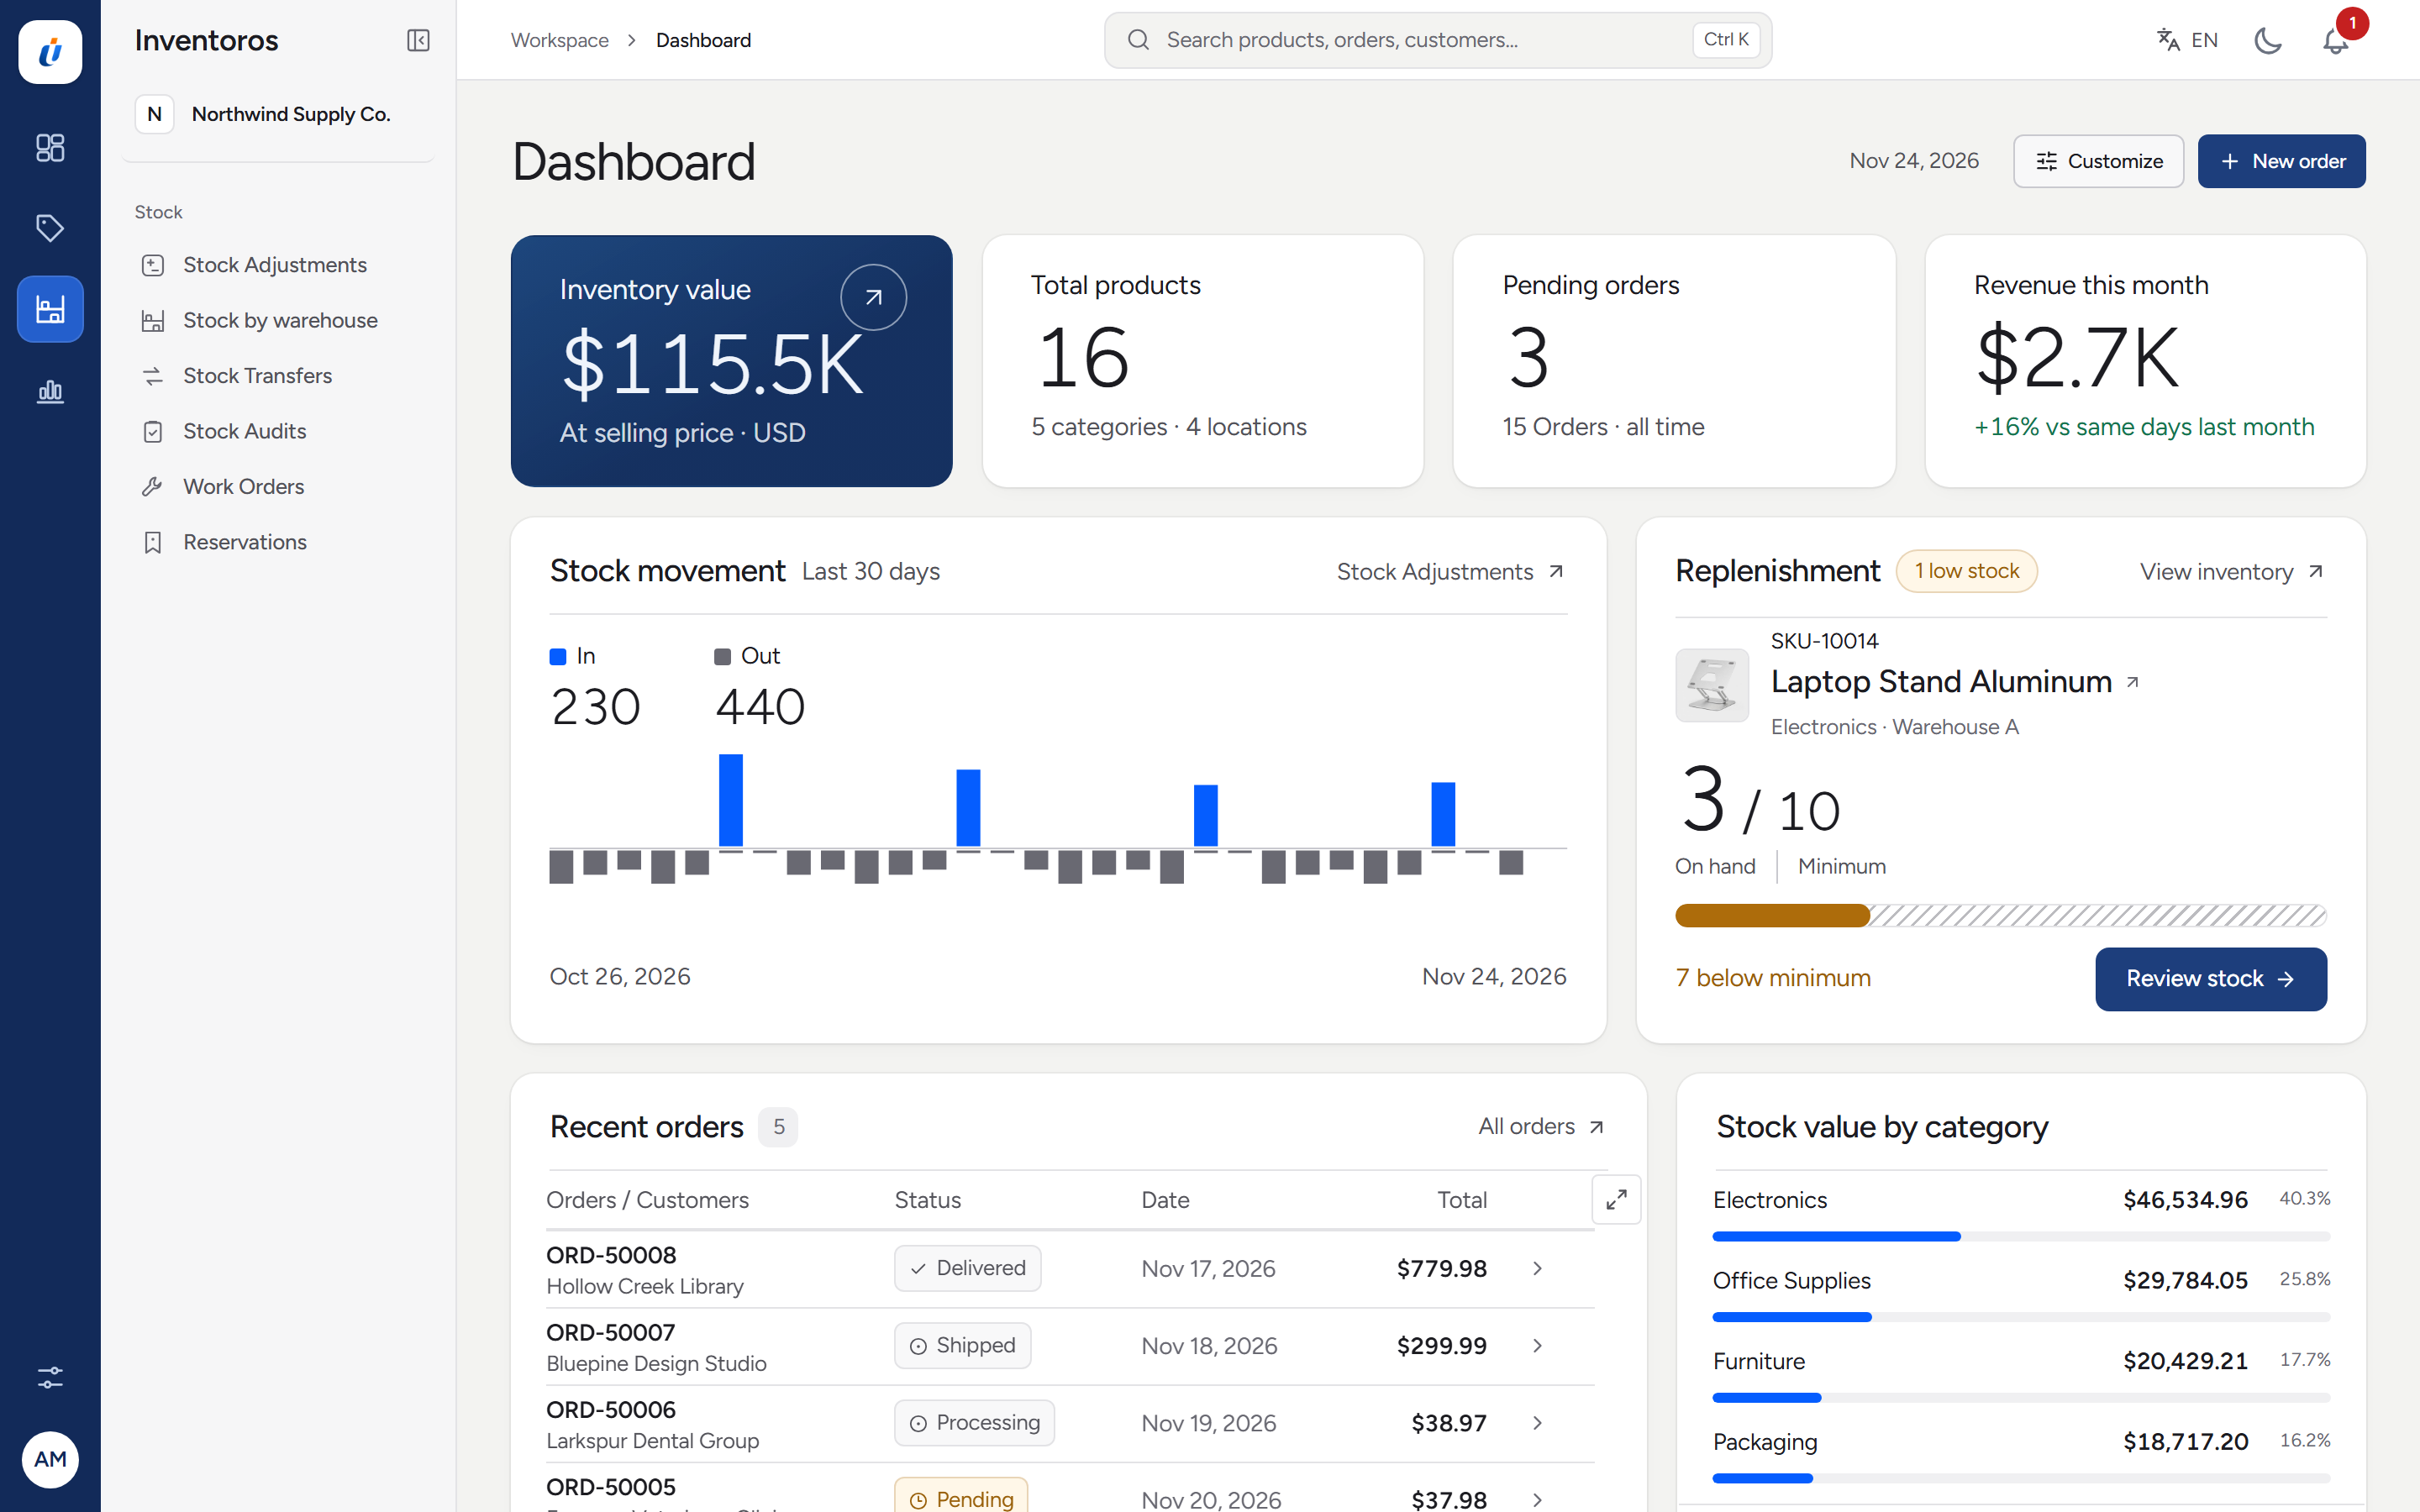 Inventoros
Workspace
Dashboard
Search products, orders, customers...
Ctrl K
EN
1
N
Northwind Supply Co.
Stock
Stock Adjustments
Stock by warehouse
Stock Transfers
Stock Audits
Work Orders
Reservations
AM
Dashboard
Nov 24, 2026
Customize
New order
Inventory value
$115.5K
At selling price · USD
Total products
16
5 categories · 4 locations
Pending orders
3
15 Orders · all time
Revenue this month
$2.7K
+16% vs same days last month
Stock movement
Last 30 days
Stock Adjustments
In
230
Out
440
Oct 26, 2026
Nov 24, 2026
Replenishment
1 low stock
View inventory
SKU-10014
Laptop Stand Aluminum
Electronics · Warehouse A
3 / 10
On hand
Minimum
7 below minimum
Review stock
Recent orders
5
All orders
Orders / Customers
Status
Date
Total
ORD-50008
Hollow Creek Library
Delivered
Nov 17, 2026
$779.98
ORD-50007
Bluepine Design Studio
Shipped
Nov 18, 2026
$299.99
ORD-50006
Larkspur Dental Group
Processing
Nov 19, 2026
$38.97
ORD-50005
Pending
Nov 20, 2026
$37.98
Stock value by category
Electronics
$46,534.96
40.3%
Office Supplies
$29,784.05
25.8%
Furniture
$20,429.21
17.7%
Packaging
$18,717.20
16.2%